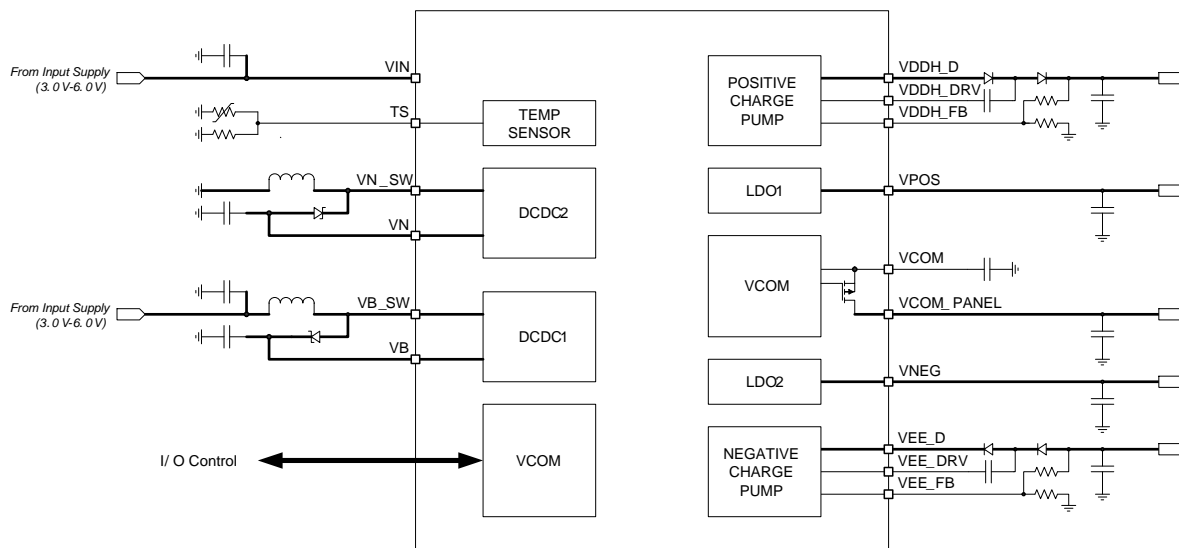 From Input Supply
(3.0V-6.0V)
VIN
TS
TEMP
SENSOR
VN_SW
VN
DCDC2
From Input Supply
(3.0V-6.0V)
VB_SW
VB
DCDC1
I/O Control
VCOM
POSITIVE
CHARGE
PUMP
VDDH_D
VDDH_DRV
VDDH_FB
LDO1
VPOS
VCOM
VCOM
VCOM_PANEL
LDO2
VNEG
NEGATIVE
CHARGE
PUMP
VEE_D
VEE_DRV
VEE_FB